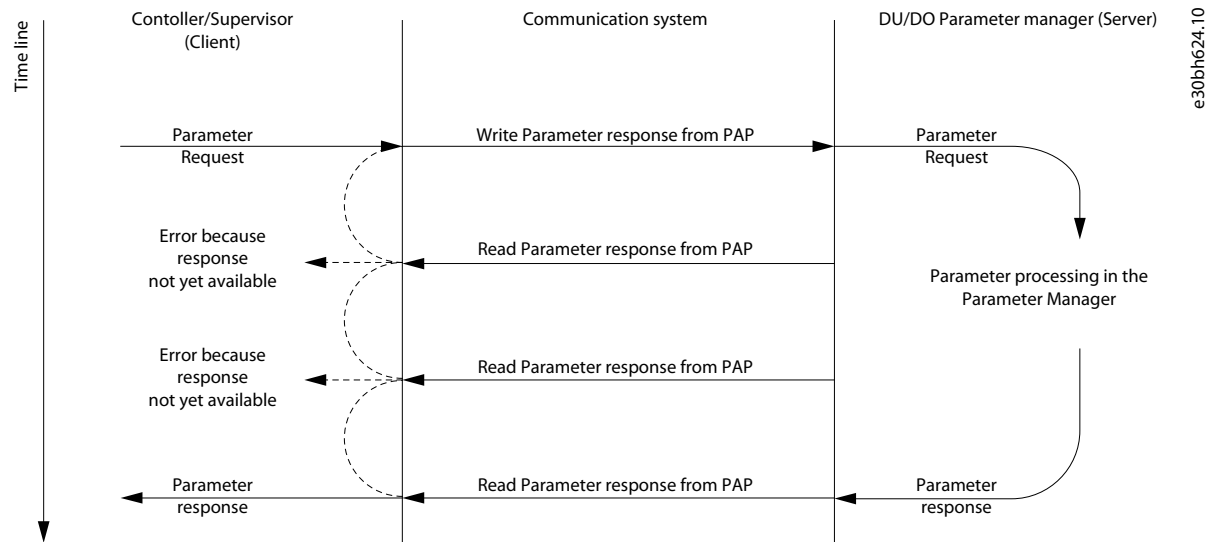 Time line
Contoller/Supervisor
(Client)
Communication system
DU/DO Parameter manager (Server)
e30bh624.10
Parameter
Request
Write Parameter response from PAP
Parameter
Request
Error because
response
not yet available
Read Parameter response from PAP
Parameter processing in the
Parameter Manager
Error because
response
not yet available
Read Parameter response from PAP
Parameter
response
Read Parameter response from PAP
Parameter
response